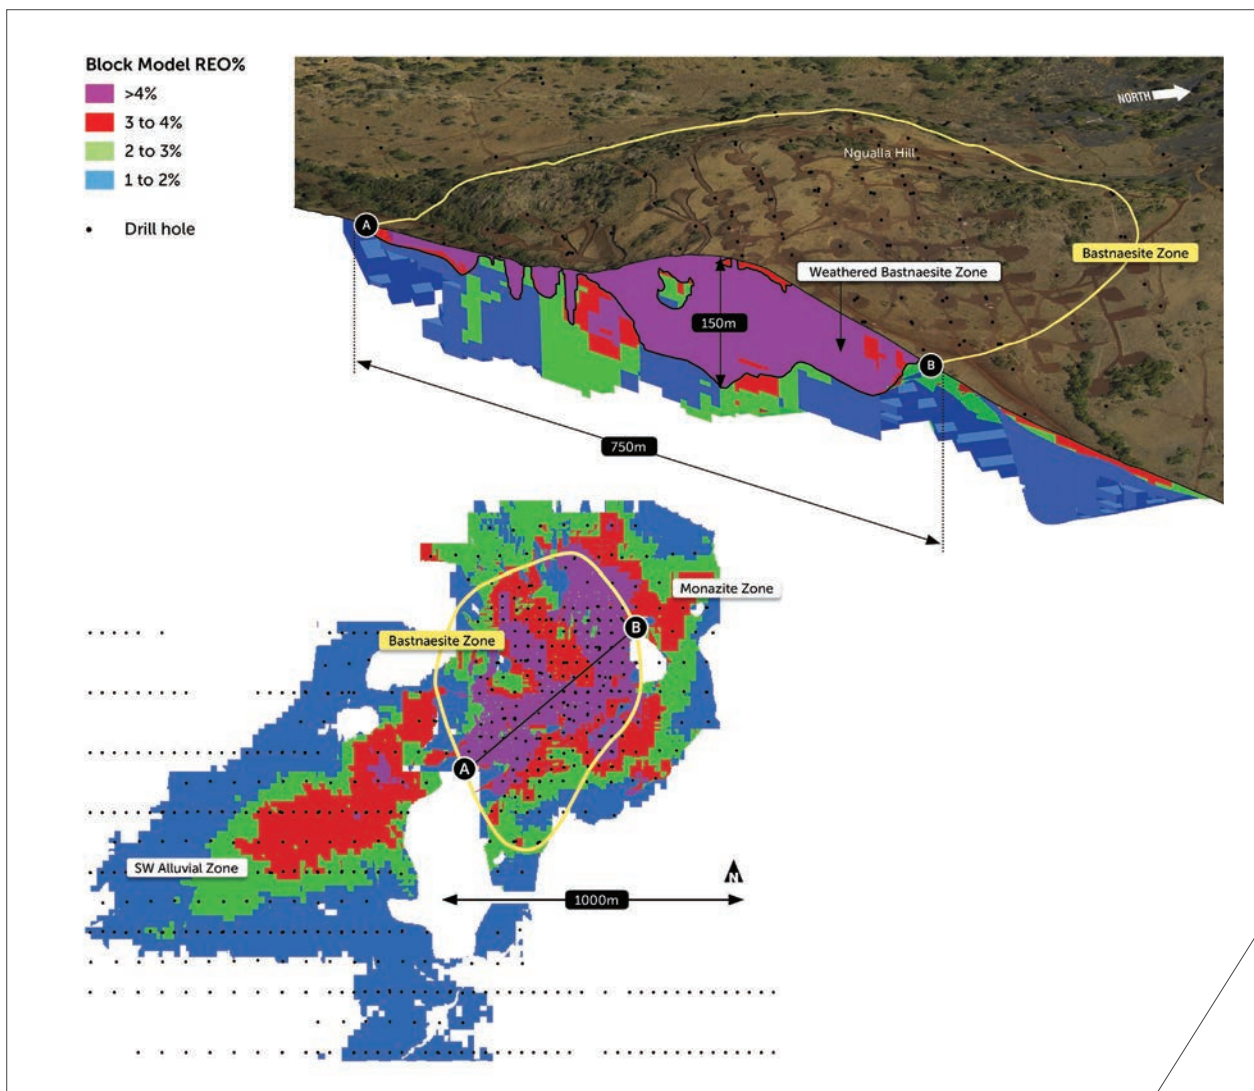 Block Model REO%
>4%
3 to 4%
2 to 3%
1 to 2%
Drill hole
NORTH
Ngualla Hill
A
Bastnaesite Zone
Weathered Bastnaesite Zone
150m
B
750m
Monazite Zone
B
Bastnaesite Zone
A
SW Alluvial Zone
N
1000m